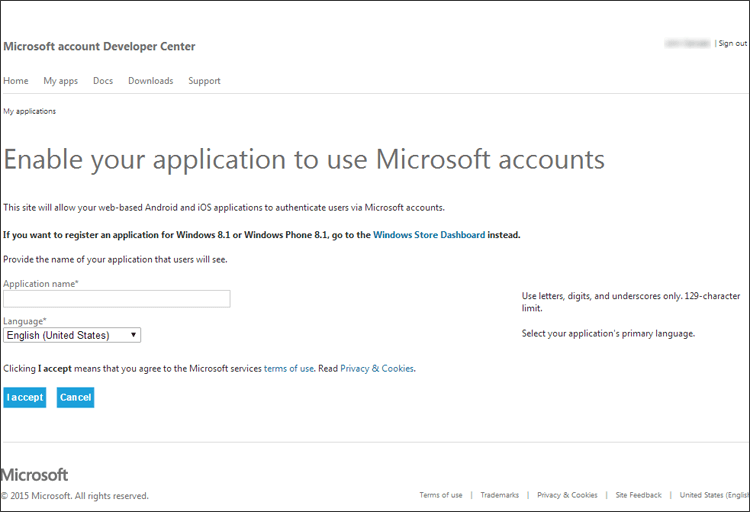 Microsoft account Developer Center
| Sign out
Home My apps Docs Downloads Support
My applications
Enable your application to use Microsoft accounts
This site will allow your web-based Android and iOS applications to authenticate users via Microsoft accounts.
If you want to register an application for Windows 8.1 or Windows Phone 8.1, go to the Windows Store Dashboard instead.
Provide the name of your application that users will see.
Application name*
Use letters, digits, and underscores only. 129-character
limit.
Language*
English (United States)
Select your application's primary language.
Clicking I accept means that you agree to the Microsoft services terms of use. Read Privacy & Cookies.
I accept Cancel
Microsoft
© 2015 Microsoft. All rights reserved.
Terms of use | Trademarks | Privacy & Cookies | Site Feedback | United States (English